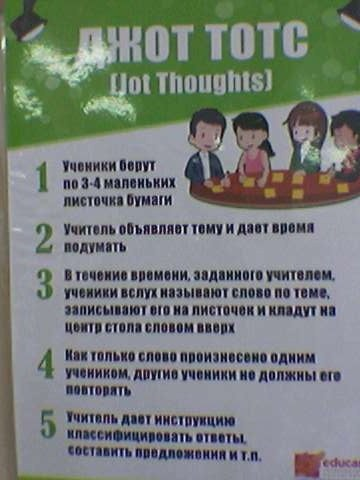 ДЖОТ ТОТС
(Jot Thoughts)
1 Ученики берут
по 3-4 маленьких
листочка бумаги
2 Учитель объявляет тему и дает время
подумать
3 В течение времени, заданного учителем,
ученики вслух называют слово по теме,
записывают его на листочек и кладут на
центр стола словом вверх
4 Как только слово произнесено одним
учеником, другие ученики не должны его
повторять
5 Учитель дает инструкцию
классифицировать ответы,
составить предложения и т.п.
educa